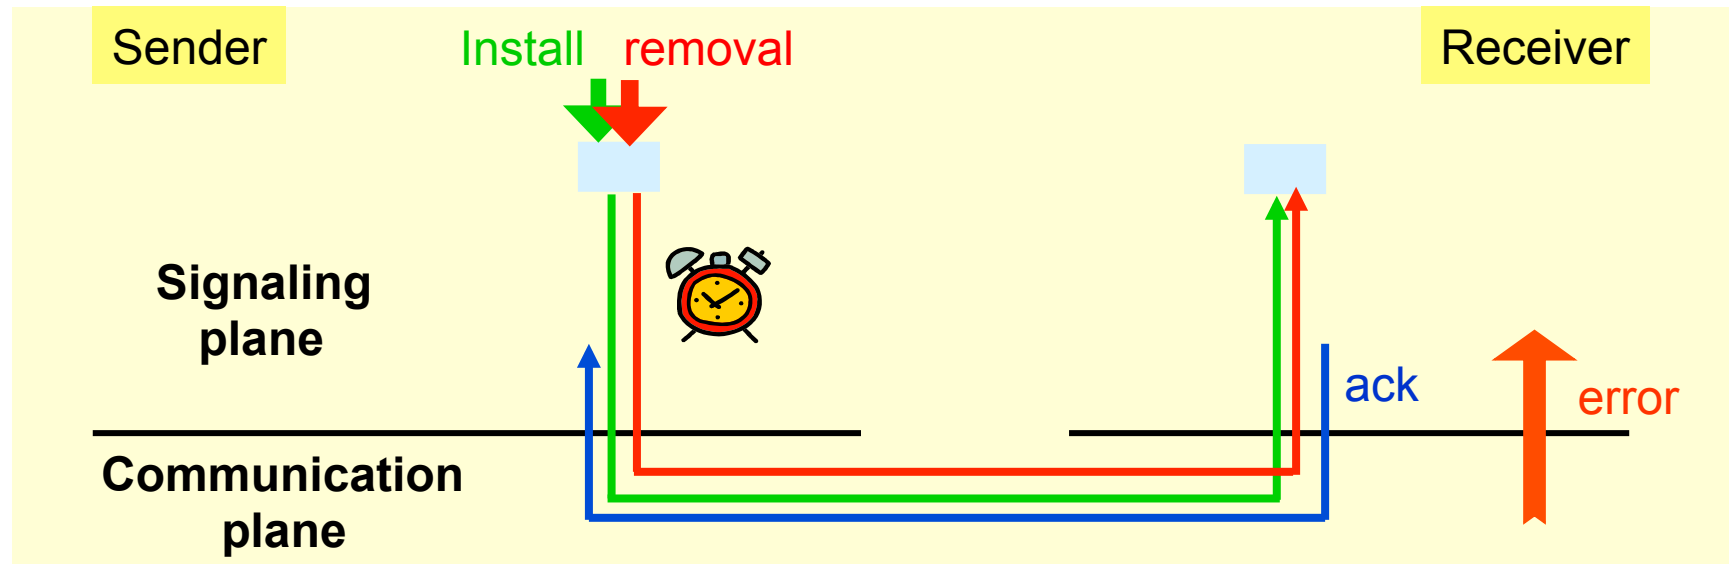 Sender
Install removal
Receiver
Signaling
plane
ack
error
Communication
plane